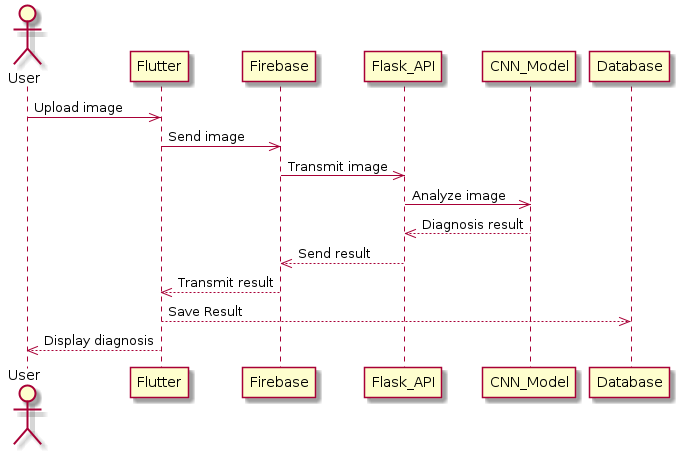 User
Flutter
Firebase
Flask_API
CNN_Model
Database
Upload image
Send image
Transmit image
Analyze image
Diagnosis result
Send result
Transmit result
Save Result
Display diagnosis
User
Flutter
Firebase
Flask_API
CNN_Model
Database